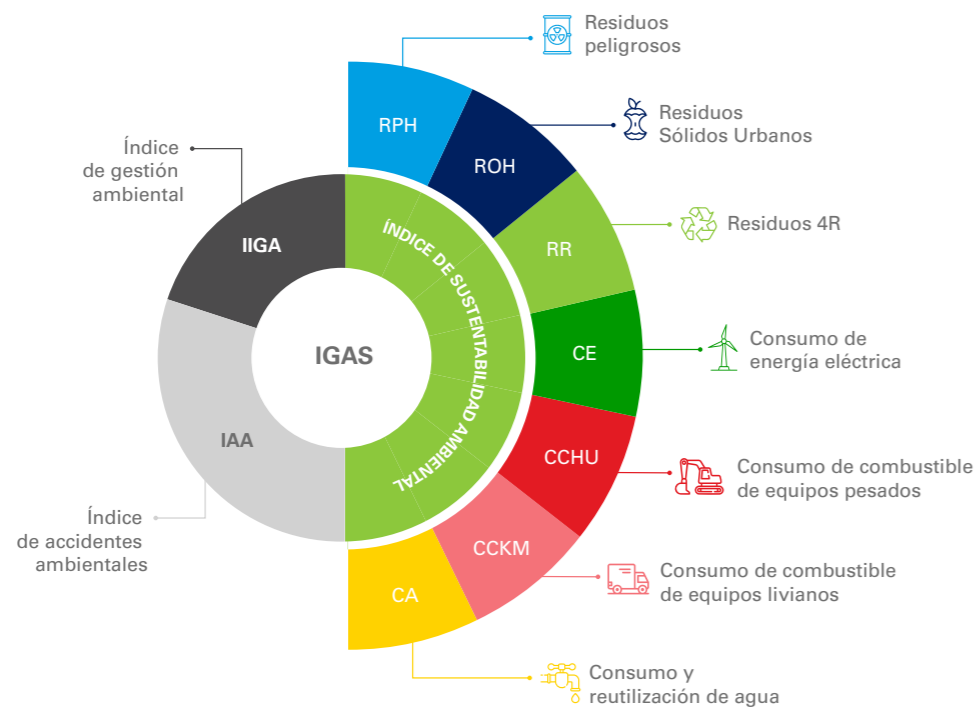 Residuos
peligrosos
RPH
Residuos
Sólidos Urbanos
ROH
Índice
de gestión
ambiental
IIGA
ÍNDICE DE SUSTENTABILIDAD AMBIENTAL
RR
Residuos 4R
IGAS
CE
Consumo de
energía eléctrica
IAA
CCHU
Consumo de combustible
de equipos pesados
Índice
de accidentes
ambientales
CCKM
Consumo de combustible
de equipos livianos
CA
Consumo y
reutilización de agua